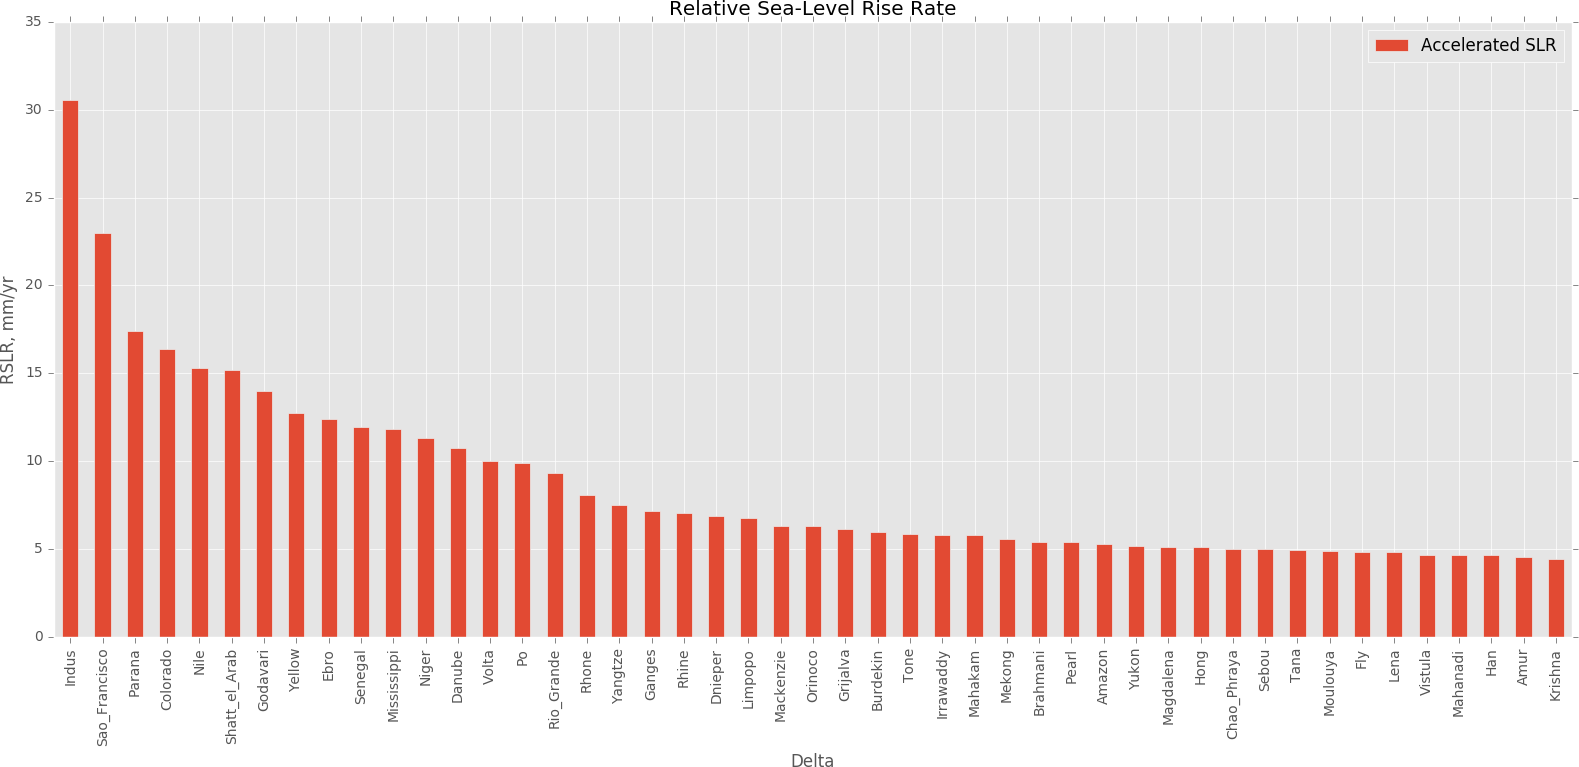 Relative Sea-Level Rise Rate
Accelerated SLR
RSLR, mm/yr
35
30
25
20
15
10
5
0
Indus
Sao_Francisco
Parana
Colorado
Nile
Shatt_el_Arab
Godavari
Yellow
Ebro
Senegal
Mississippi
Niger
Danube
Volta
Po
Rio_Grande
Rhone
Yangtze
Ganges
Rhine
Dnieper
Limpopo
Mackenzie
Orinoco
Grijalva
Burdekin
Tone
Irrawaddy
Mahakam
Mekong
Brahmani
Pearl
Amazon
Yukon
Magdalena
Hong
Chao_Phraya
Sebou
Tana
Moulouya
Fly
Lena
Vistula
Mahanadi
Han
Amur
Krishna
Delta